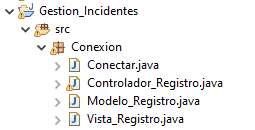 Gestion_Incidentes
src
Conexion
Conectar.java
Controlador_Registro.java
Modelo_Registro.java
Vista_Registro.java